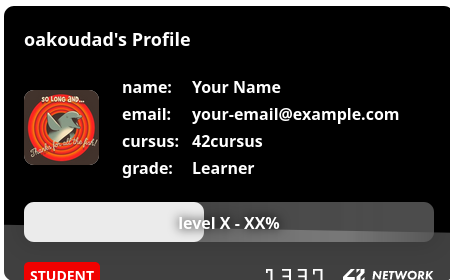 oakoudad's Profile
SO LONG AND...
Thanks for all the fish!
name: Your Name
email: your-email@example.com
cursus: 42cursus
grade: Learner
level X - XX%
STUDENT
1337 42 NETWORK